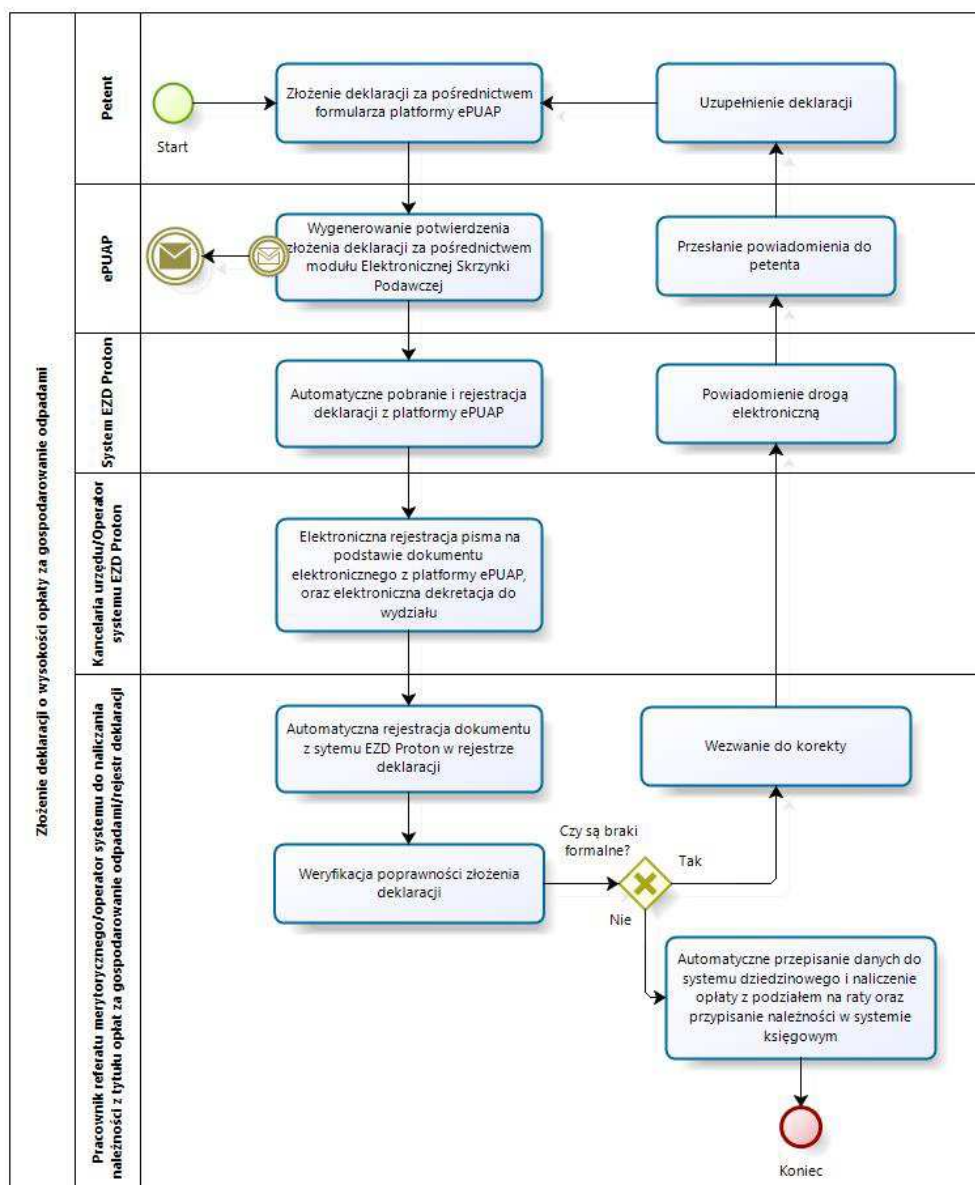 Złożenie deklaracji o wysokości opłaty za gospodarowanie odpadami
Petent
Start
Złożenie deklaracji za pośrednictwem
formularza platformy ePUAP
Uzupełnienie deklaracji
ePUAP
Wygenerowanie potwierdzenia
złożenia deklaracji za pośrednictwem
modułu Elektronicznej Skrzynki
Podawczej
Przesłanie powiadomienia do
petenta
System EZD Proton
Automatyczne pobranie i rejestracja
deklaracji z platformy ePUAP
Powiadomienie drogą
elektroniczną
Kancelaria urzędu/Operator
systemu EZD Proton
Elektroniczna rejestracja pisma na
podstawie dokumentu
elektronicznego z platformy ePUAP,
oraz elektroniczna dekretacja do
wydziału
Pracownik referatu merytorycznego/operator systemu do naliczania
należności z tytułu opłat za gospodarowanie odpadami/rejestr deklaracji
Automatyczna rejestracja dokumentu
z sytemu EZD Proton w rejestrze
deklaracji
Wezwanie do korekty
Weryfikacja poprawności złożenia
deklaracji
Czy są braki
formalne?
Tak
Nie
Automatyczne przepisanie danych do
systemu dziedzinowego i naliczenie
opłaty z podziałem na raty oraz
przypisanie należności w systemie
księgowym
Koniec